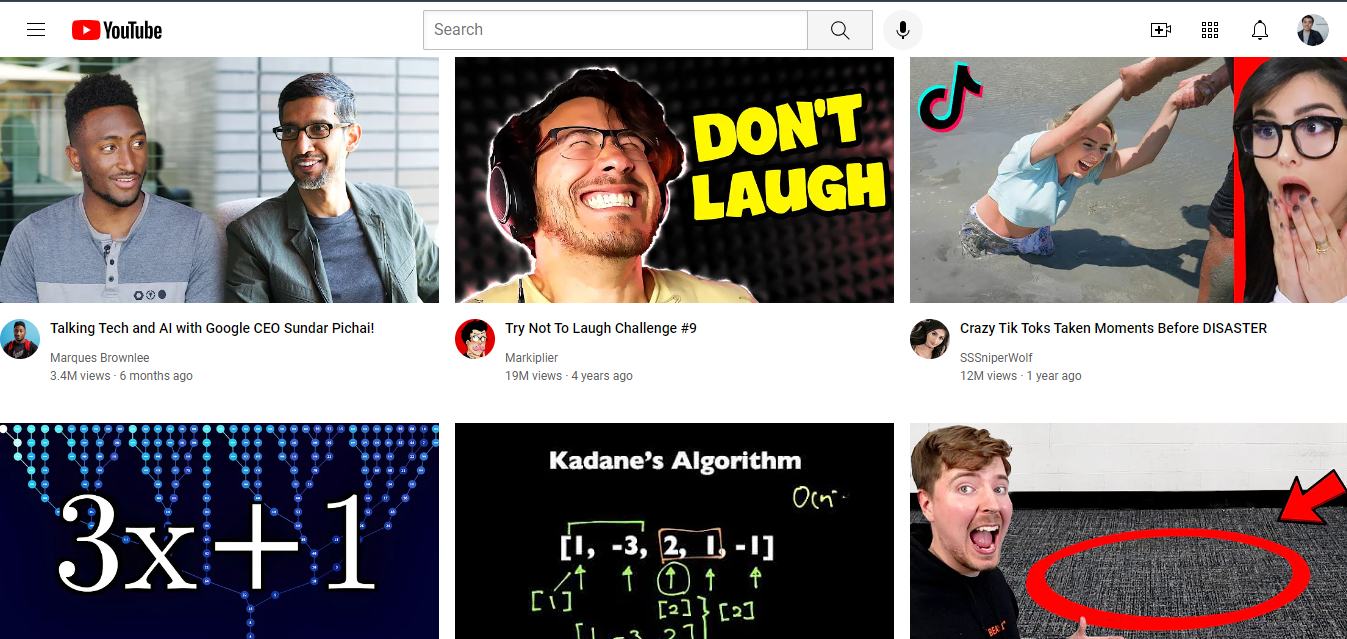 YouTube
Search
DON'T
LAUGH
Talking Tech and AI with Google CEO Sundar Pichai!
Marques Brownlee
3.4M views · 6 months ago
Try Not To Laugh Challenge #9
Markiplier
19M views · 4 years ago
Crazy Tik Toks Taken Moments Before DISASTER
SSSniperWolf
12M views · 1 year ago
3x+1
Kadane's Algorithm
[1, -3, 2, 1, -1]
[1]
[2]
[2]